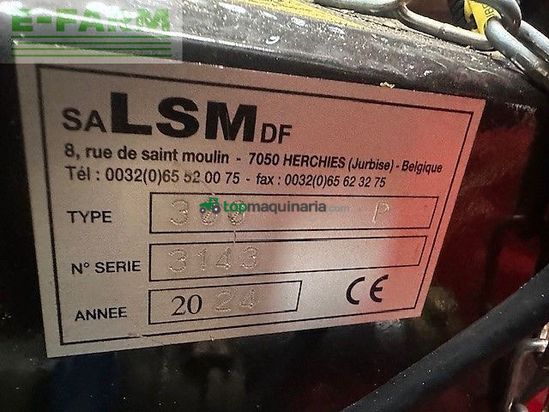 E-FARM
SA LSM DF
8, rue de saint moulin - 7050 HERCHIES (Jurbise) - Belgique
Tél : 0032(0)65 52 00 75 - fax : 0032(0)65 62 32 75
TYPE 300 P
topmaquinaria.com
N° SERIE 3143
ANNEE 2024 CE